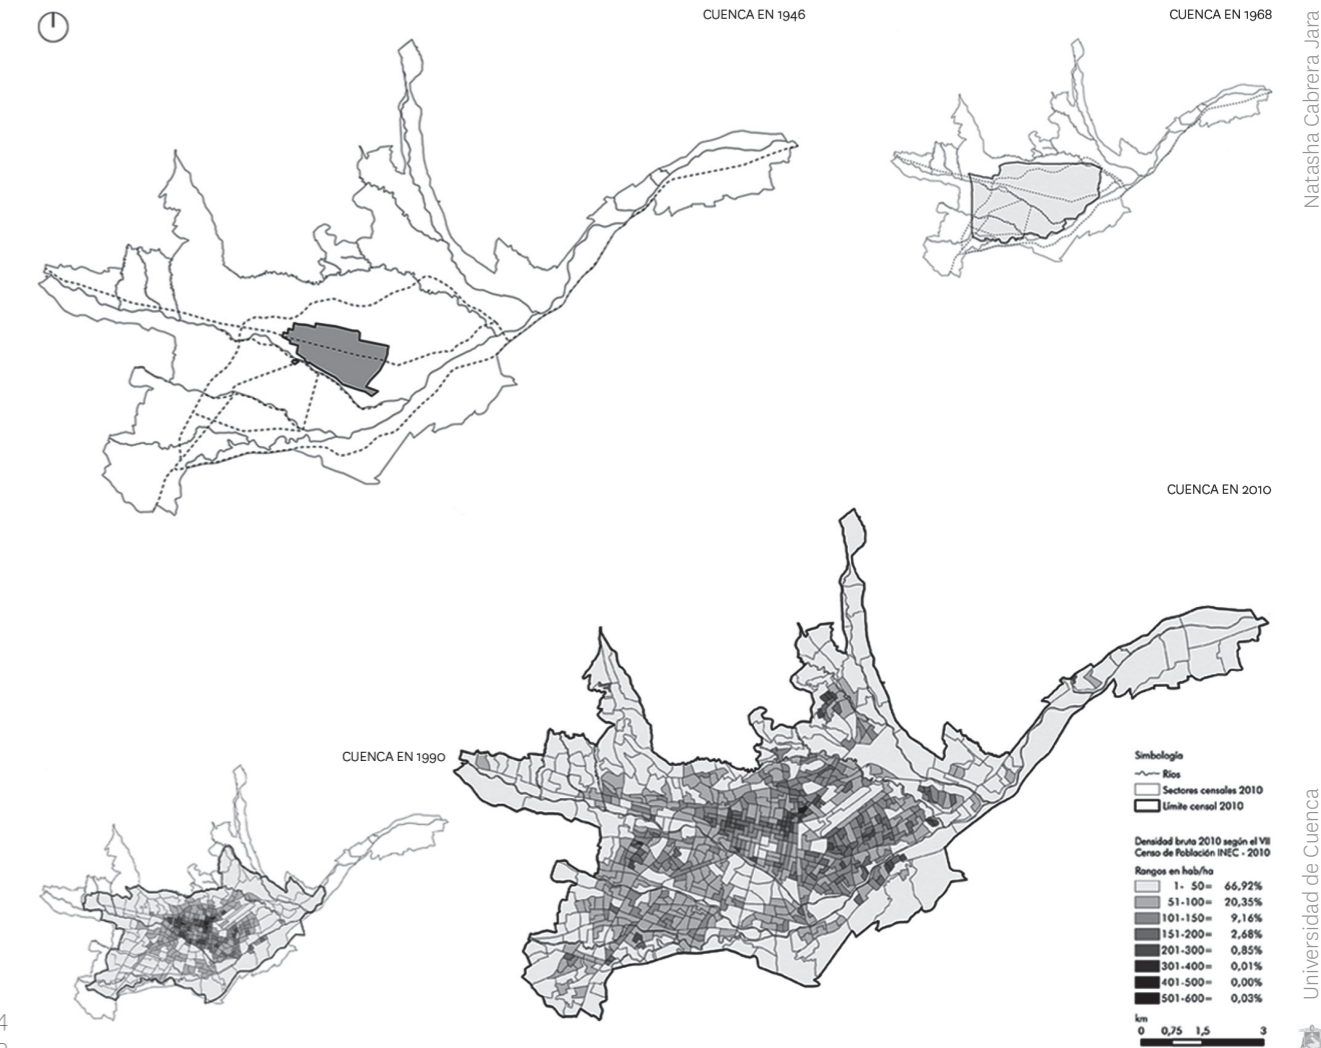 CUENCA EN 1946
CUENCA EN 1968
Natasha Cabrera Jara
CUENCA EN 2010
CUENCA EN 1990
Simbología
Ríos
Sectores censales 2010
Límite censal 2010
Densidad bruta 2010 según el VII
Censo de Población INEC - 2010
Rangos en hab/ha
1- 50= 66,92%
51-100= 20,35%
101-150= 9,16%
151-200= 2,68%
201-300= 0,85%
301-400= 0,01%
401-500= 0,00%
501-600= 0,03%
km
0 0,75 1,5 3
Universidad de Cuenca
4